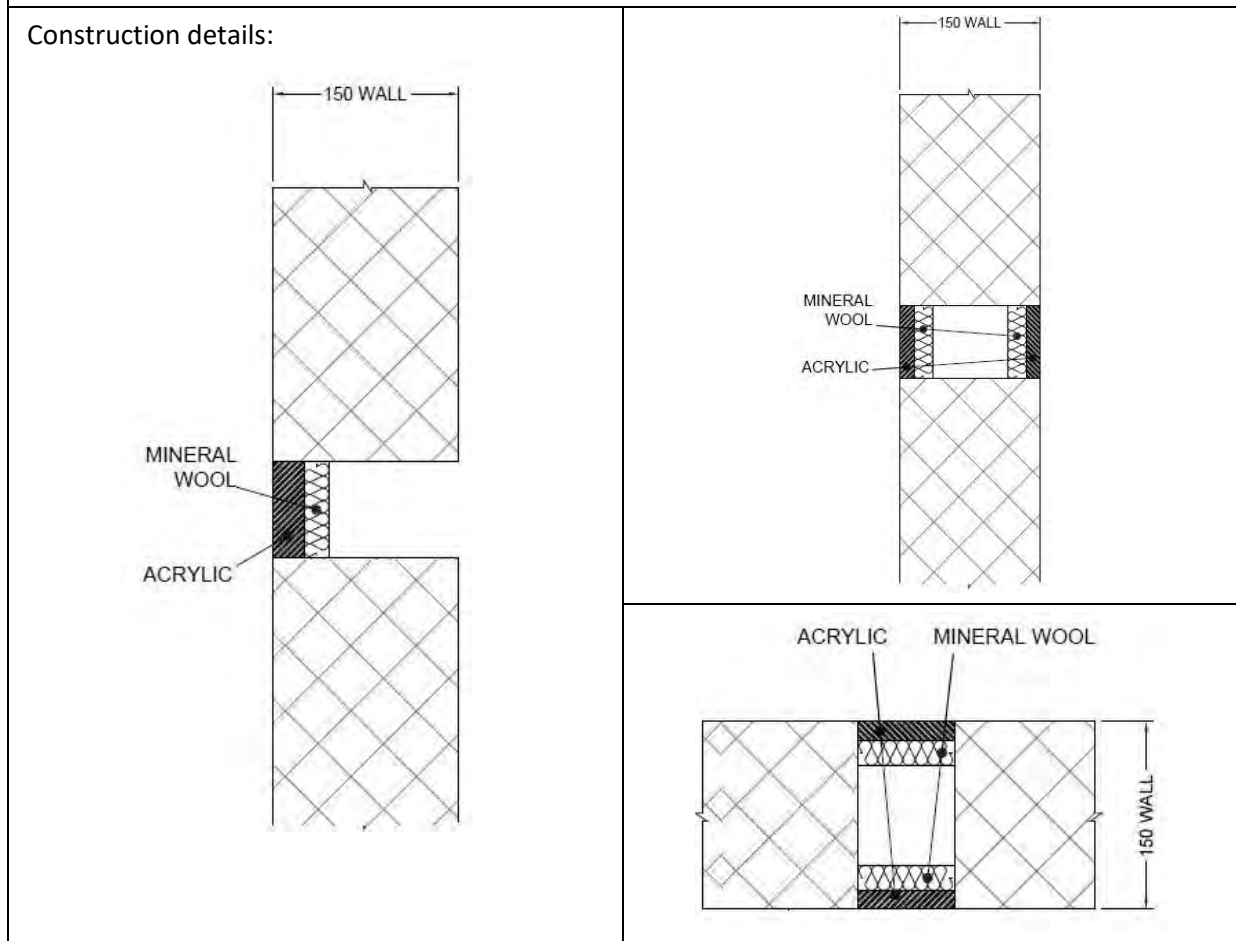 Construction details:
150 WALL
MINERAL
WOOL
ACRYLIC
150 WALL
MINERAL
WOOL
ACRYLIC
ACRYLIC MINERAL WOOL
150 WALL